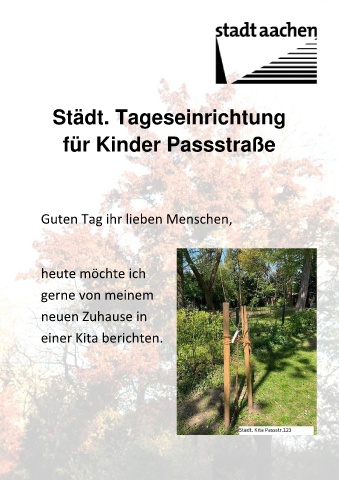 stadt aachen
Städt. Tageseinrichtung
für Kinder Passstraße
Guten Tag ihr lieben Menschen,
heute möchte ich
gerne von meinem
neuen Zuhause in
einer Kita berichten.
Städt. Kita Passstr.123